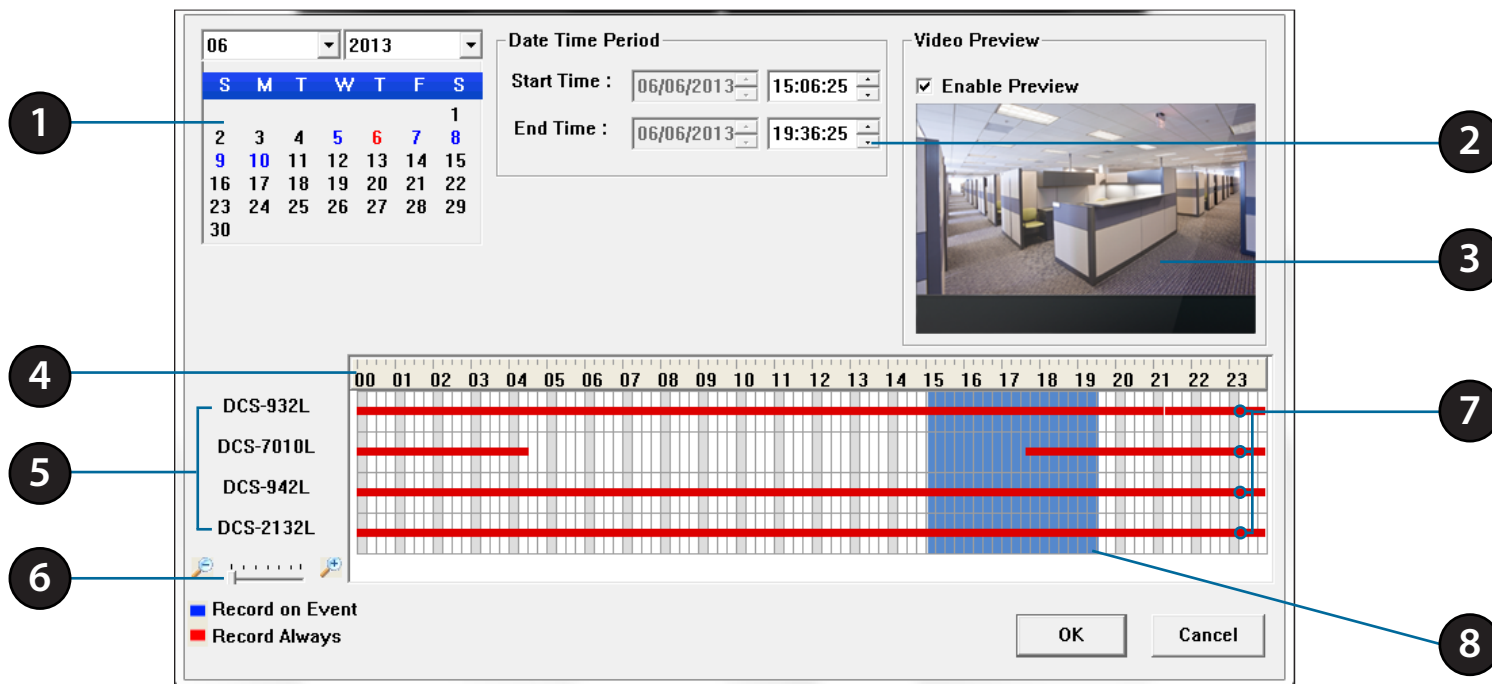 06 2013
S M T W T F S
1
2 3 4 5 6 7 8
9 10 11 12 13 14 15
16 17 18 19 20 21 22
23 24 25 26 27 28 29
30
Date Time Period
Start Time : 06/06/2013 15:06:25
End Time : 06/06/2013 19:36:25
Video Preview
Enable Preview
1
2
3
4
00 01 02 03 04 05 06 07 08 09 10 11 12 13 14 15 16 17 18 19 20 21 22 23
DCS-932L
DCS-7010L
DCS-942L
DCS-2132L
5
6
7
8
Record on Event
Record Always
OK
Cancel